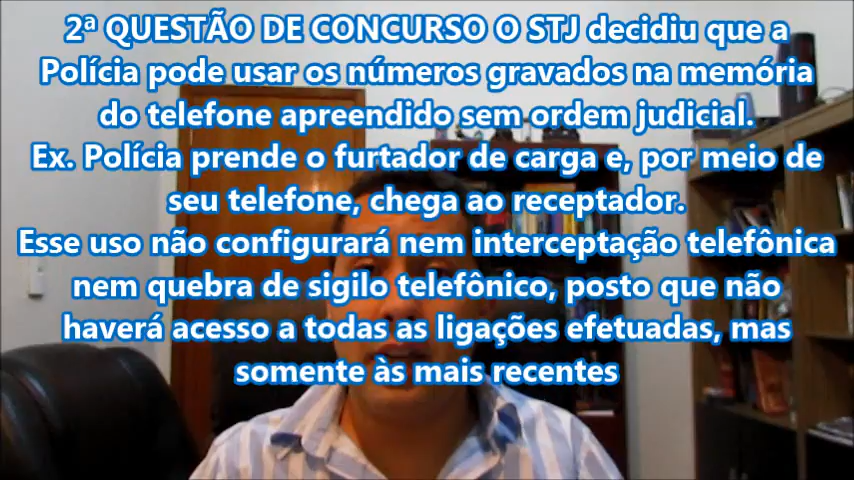 2ª QUESTÃO DE CONCURSO O STJ decidiu que a
Polícia pode usar os números gravados na memória
do telefone apreendido sem ordem judicial.
Ex. Polícia prende o furtador de carga e, por meio de
seu telefone, chega ao receptador.
Esse uso não configurará nem interceptação telefônica
nem quebra de sigilo telefônico, posto que não
haverá acesso a todas as ligações efetuadas, mas
somente às mais recentes